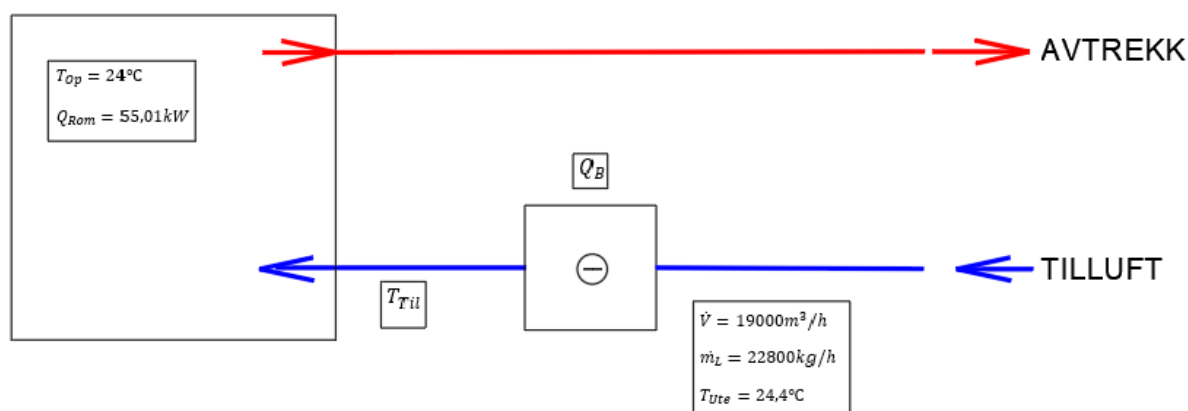 AVTREKK
T_Op = 24℃
Q_Rom = 55,01kW
Q_B
TILLUFT
T_Til
V̇ = 19000m³/h
ṁ_L = 22800kg/h
T_Ute = 24,4℃